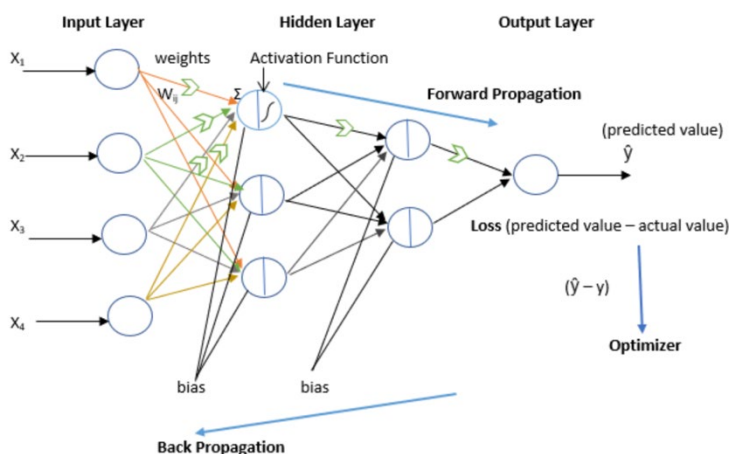 Input Layer
Hidden Layer
Output Layer
X1
weights
Activation Function
Wij
Σ
Forward Propagation
(predicted value)
ŷ
X2
X3
Loss (predicted value – actual value)
(ŷ – y)
X4
Optimizer
bias
bias
Back Propagation